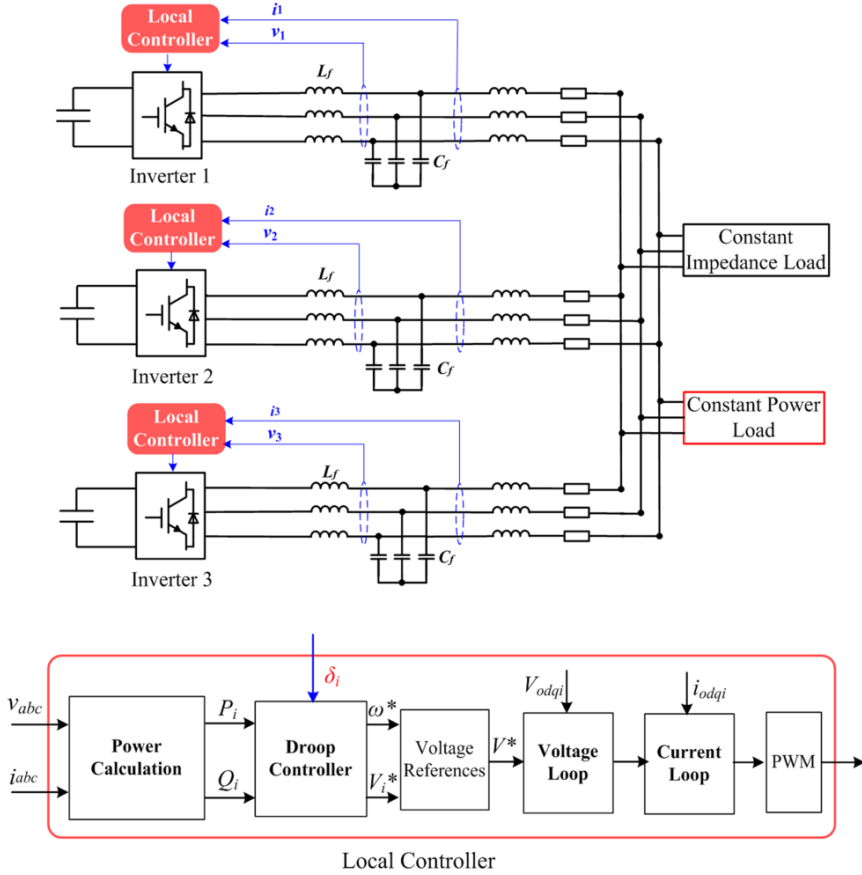 Local
Controller
i1
v1
Lf
Cf
Inverter 1
Local
Controller
i2
v2
Lf
Cf
Inverter 2
Constant
Impedance Load
Constant Power
Load
Local
Controller
i3
v3
Lf
Cf
Inverter 3
δi
vabc
iabc
Power
Calculation
Pi
Qi
Droop
Controller
ω*
Vi*
Voltage
References
V*
Vodqi
Voltage
Loop
iodqi
Current
Loop
PWM
Local Controller